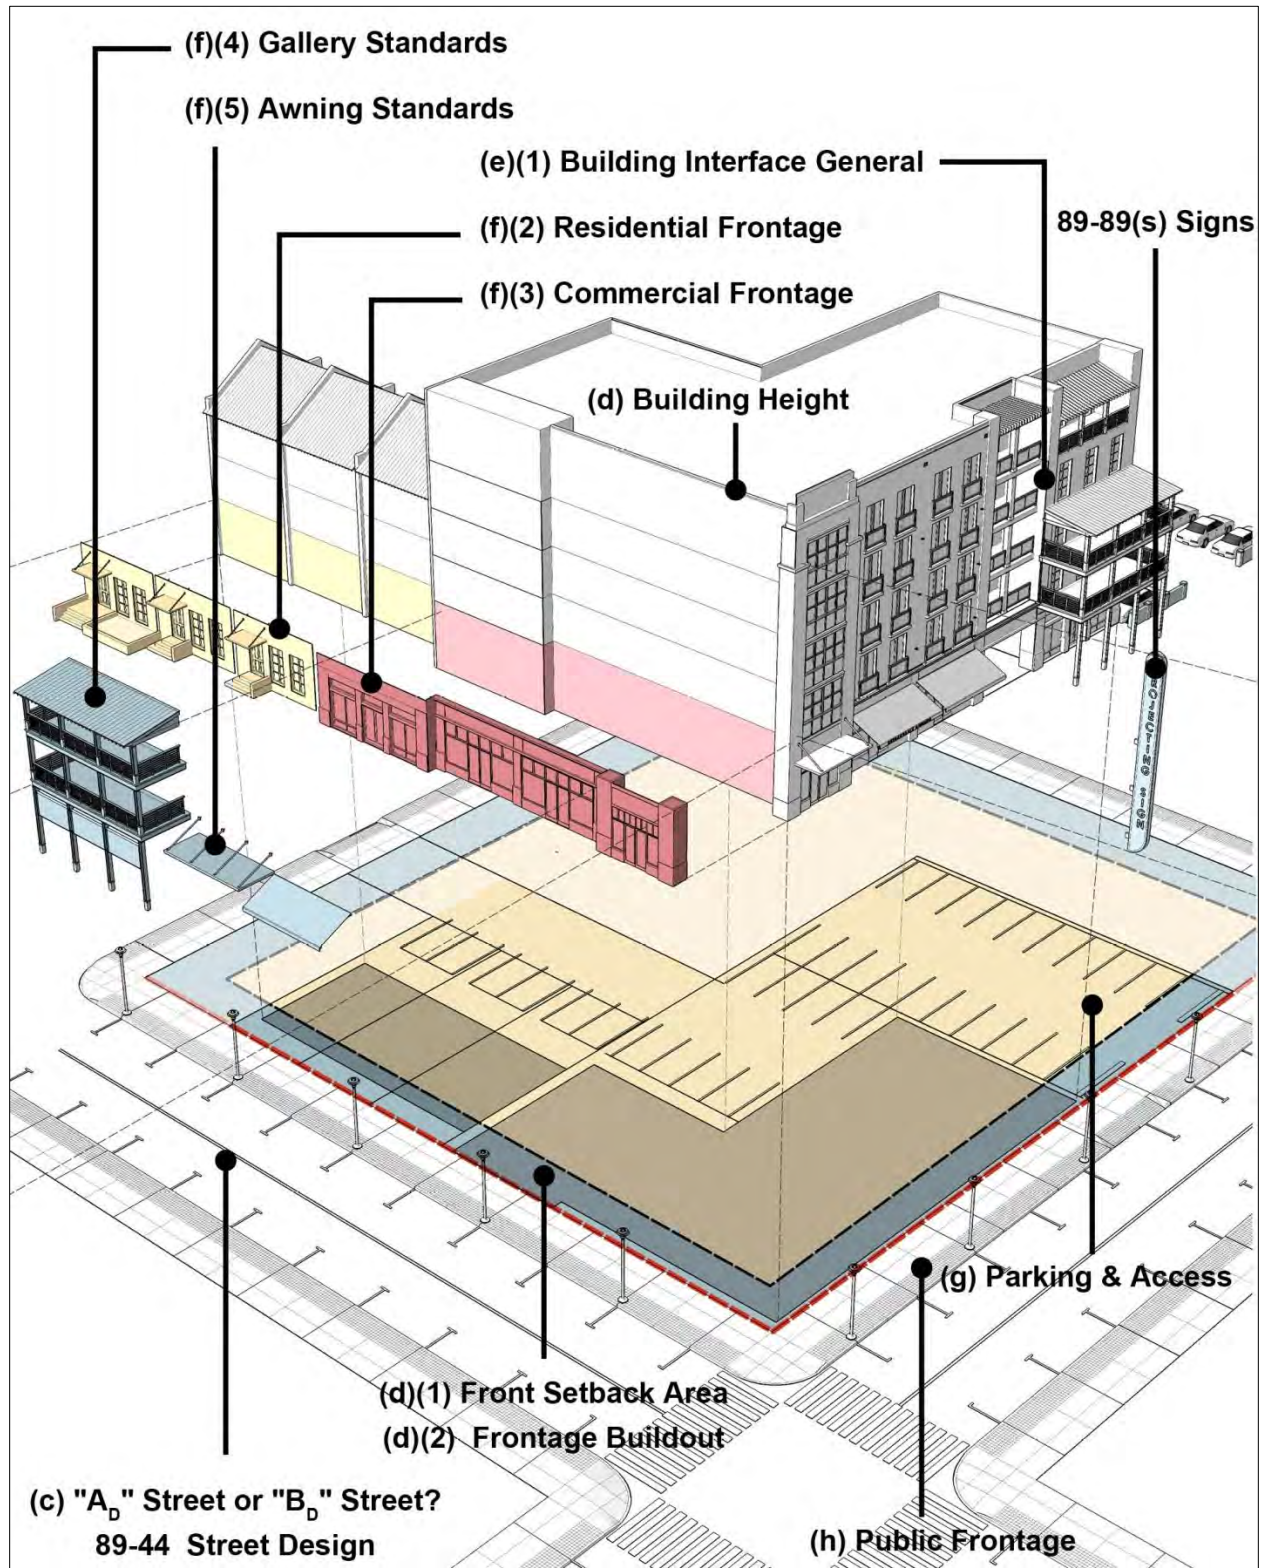 (f)(4) Gallery Standards
(f)(5) Awning Standards
(e)(1) Building Interface General
89-89(s) Signs
(f)(2) Residential Frontage
(f)(3) Commercial Frontage
(d) Building Height
(g) Parking & Access
(d)(1) Front Setback Area
(d)(2) Frontage Buildout
(c) "A_D" Street or "B_D" Street?
89-44 Street Design
(h) Public Frontage